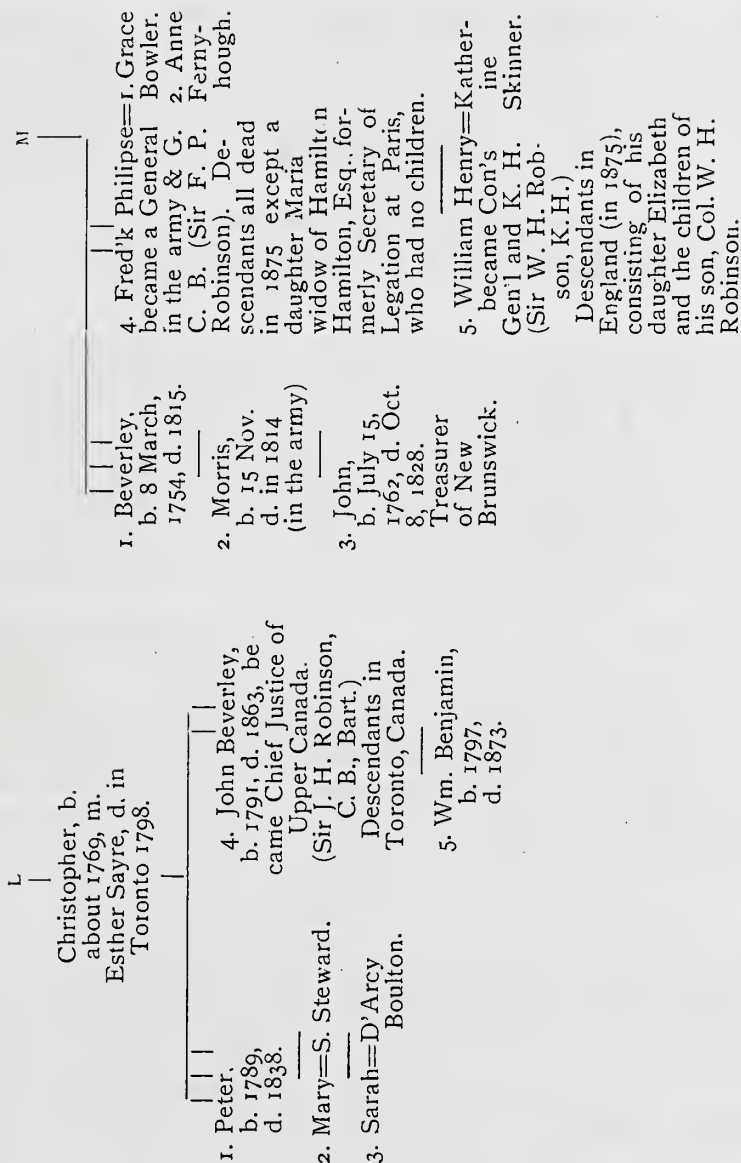 L
Christopher, b.
about 1769, m.
Esther Sayre, d. in
Toronto 1798.
1. Peter,
b. 1789,
d. 1838.
2. Mary=S. Steward.
3. Sarah=D'Arcy
Boulton.
4. John Beverley,
b. 1791, d. 1863, be
came Chief Justice of
Upper Canada.
(Sir J. H. Robinson,
C. B., Bart.)
Descendants in
Toronto, Canada.
5. Wm. Benjamin,
b. 1797,
d. 1873.
M
1. Beverley,
b. 8 March,
1754, d. 1815.
2. Morris,
b. 15 Nov.
d. in 1814
(in the army)
3. John,
b. July 15,
1762, d. Oct.
8, 1828.
Treasurer
of New
Brunswick.
4. Fred'k Philipse=1. Grace
became a General Bowler.
in the army & G. 2. Anne
C. B. (Sir F. P. Ferny-
Robinson). De- hough.
scendants all dead
in 1875 except a
daughter Maria
widow of Hamilton
Hamilton, Esq., for-
merly Secretary of
Legation at Paris,
who had no children.
5. William Henry=Kather-
became Con's ine
Gen'l and K. H. Skinner.
(Sir W. H. Rob-
son, K. H.)
Descendants in
England (in 1875),
consisting of his
daughter Elizabeth
and the children of
his son, Col. W. H.
Robinson.